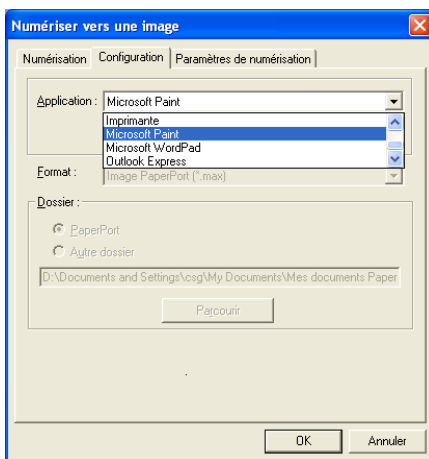 Numériser vers une image
Numérisation Configuration Paramètres de numérisation
Application : Microsoft Paint
Imprimante
Microsoft Paint
Microsoft WordPad
Outlook Express
Format : Image PaperPort (*.max)
Dossier :
PaperPort
Autre dossier
D:\Documents and Settings\csg\My Documents\Mes documents Paper
Parcourir
OK Annuler